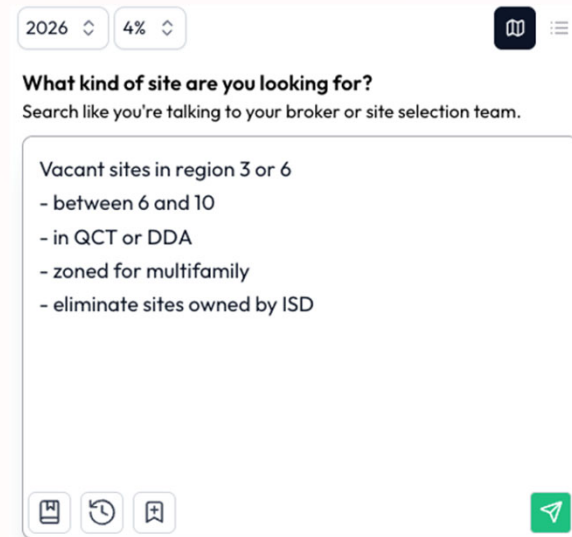 2026 4%
What kind of site are you looking for?
Search like you're talking to your broker or site selection team.
Vacant sites in region 3 or 6
- between 6 and 10
- in QCT or DDA
- zoned for multifamily
- eliminate sites owned by ISD